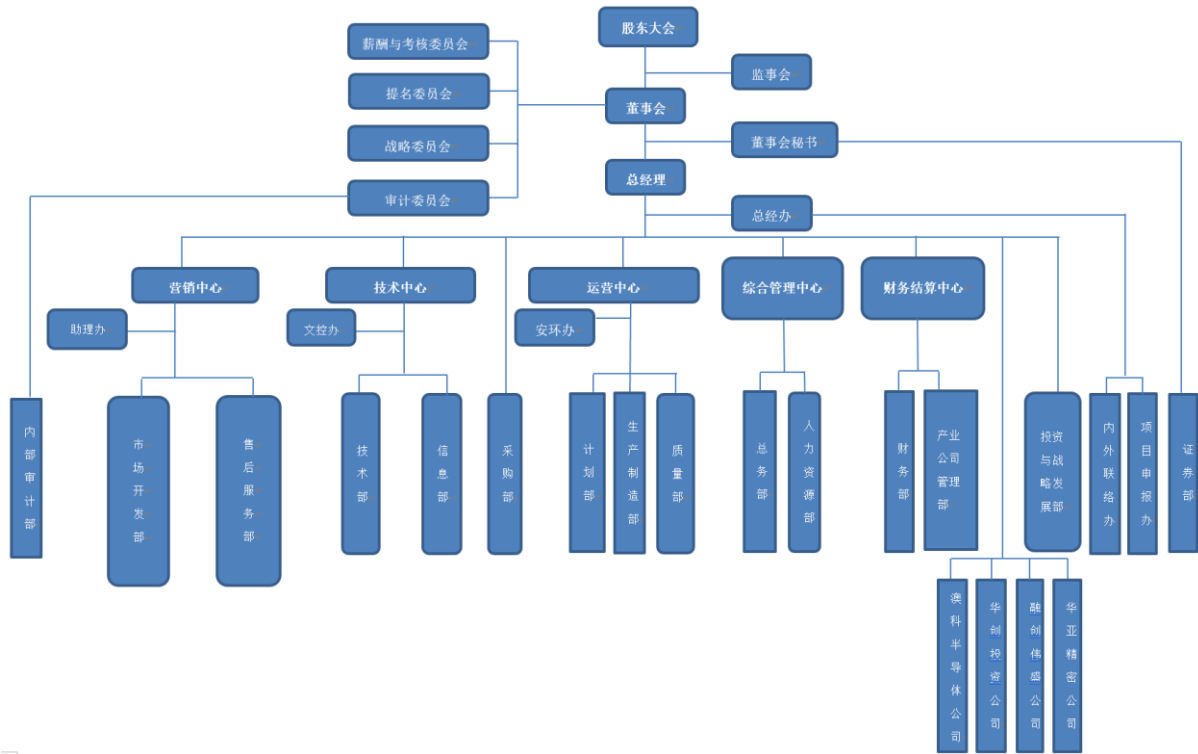 股东大会
薪酬与考核委员会
监事会
提名委员会
董事会
战略委员会
董事会秘书
总经理
审计委员会
总经办
营销中心
技术中心
运营中心
综合管理中心
财务结算中心
助理办
文控办
安环办
内部审计部
市场开发部
售后服务部
技术部
信息部
采购部
计划部
生产制造部
质量部
总务部
人力资源部
财务部
产业
公司
管理
部
投资
与战
略发
展部
内外联络办
项目申报办
证券部
澳科半导体公司
华创投资公司
融创伟盛公司
华亚精密公司